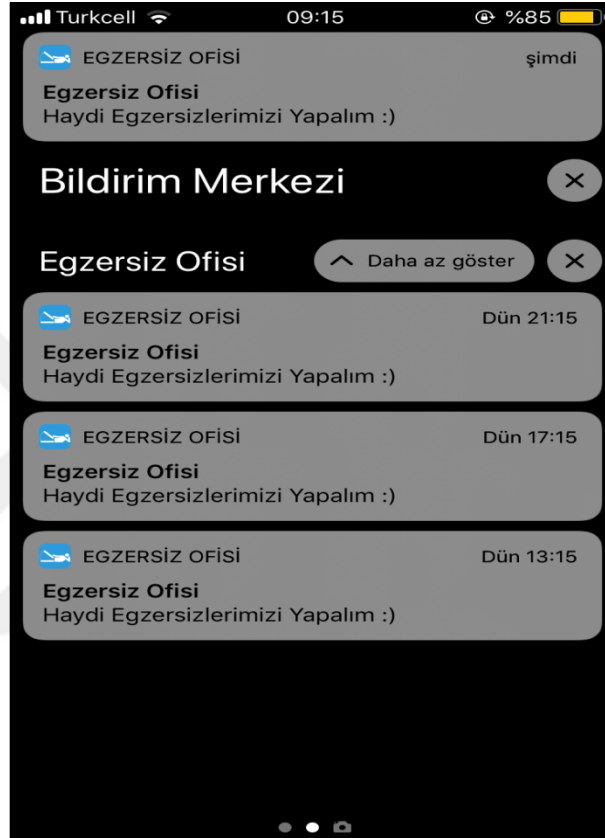 Turkcell 09:15 %85
EGZERSİZ OFİSİ şimdi
Egzersiz Ofisi
Haydi Egzersizlerimizi Yapalım :)
Bildirim Merkezi
Egzersiz Ofisi Daha az göster
EGZERSİZ OFİSİ Dün 21:15
Egzersiz Ofisi
Haydi Egzersizlerimizi Yapalım :)
EGZERSİZ OFİSİ Dün 17:15
Egzersiz Ofisi
Haydi Egzersizlerimizi Yapalım :)
EGZERSİZ OFİSİ Dün 13:15
Egzersiz Ofisi
Haydi Egzersizlerimizi Yapalım :)